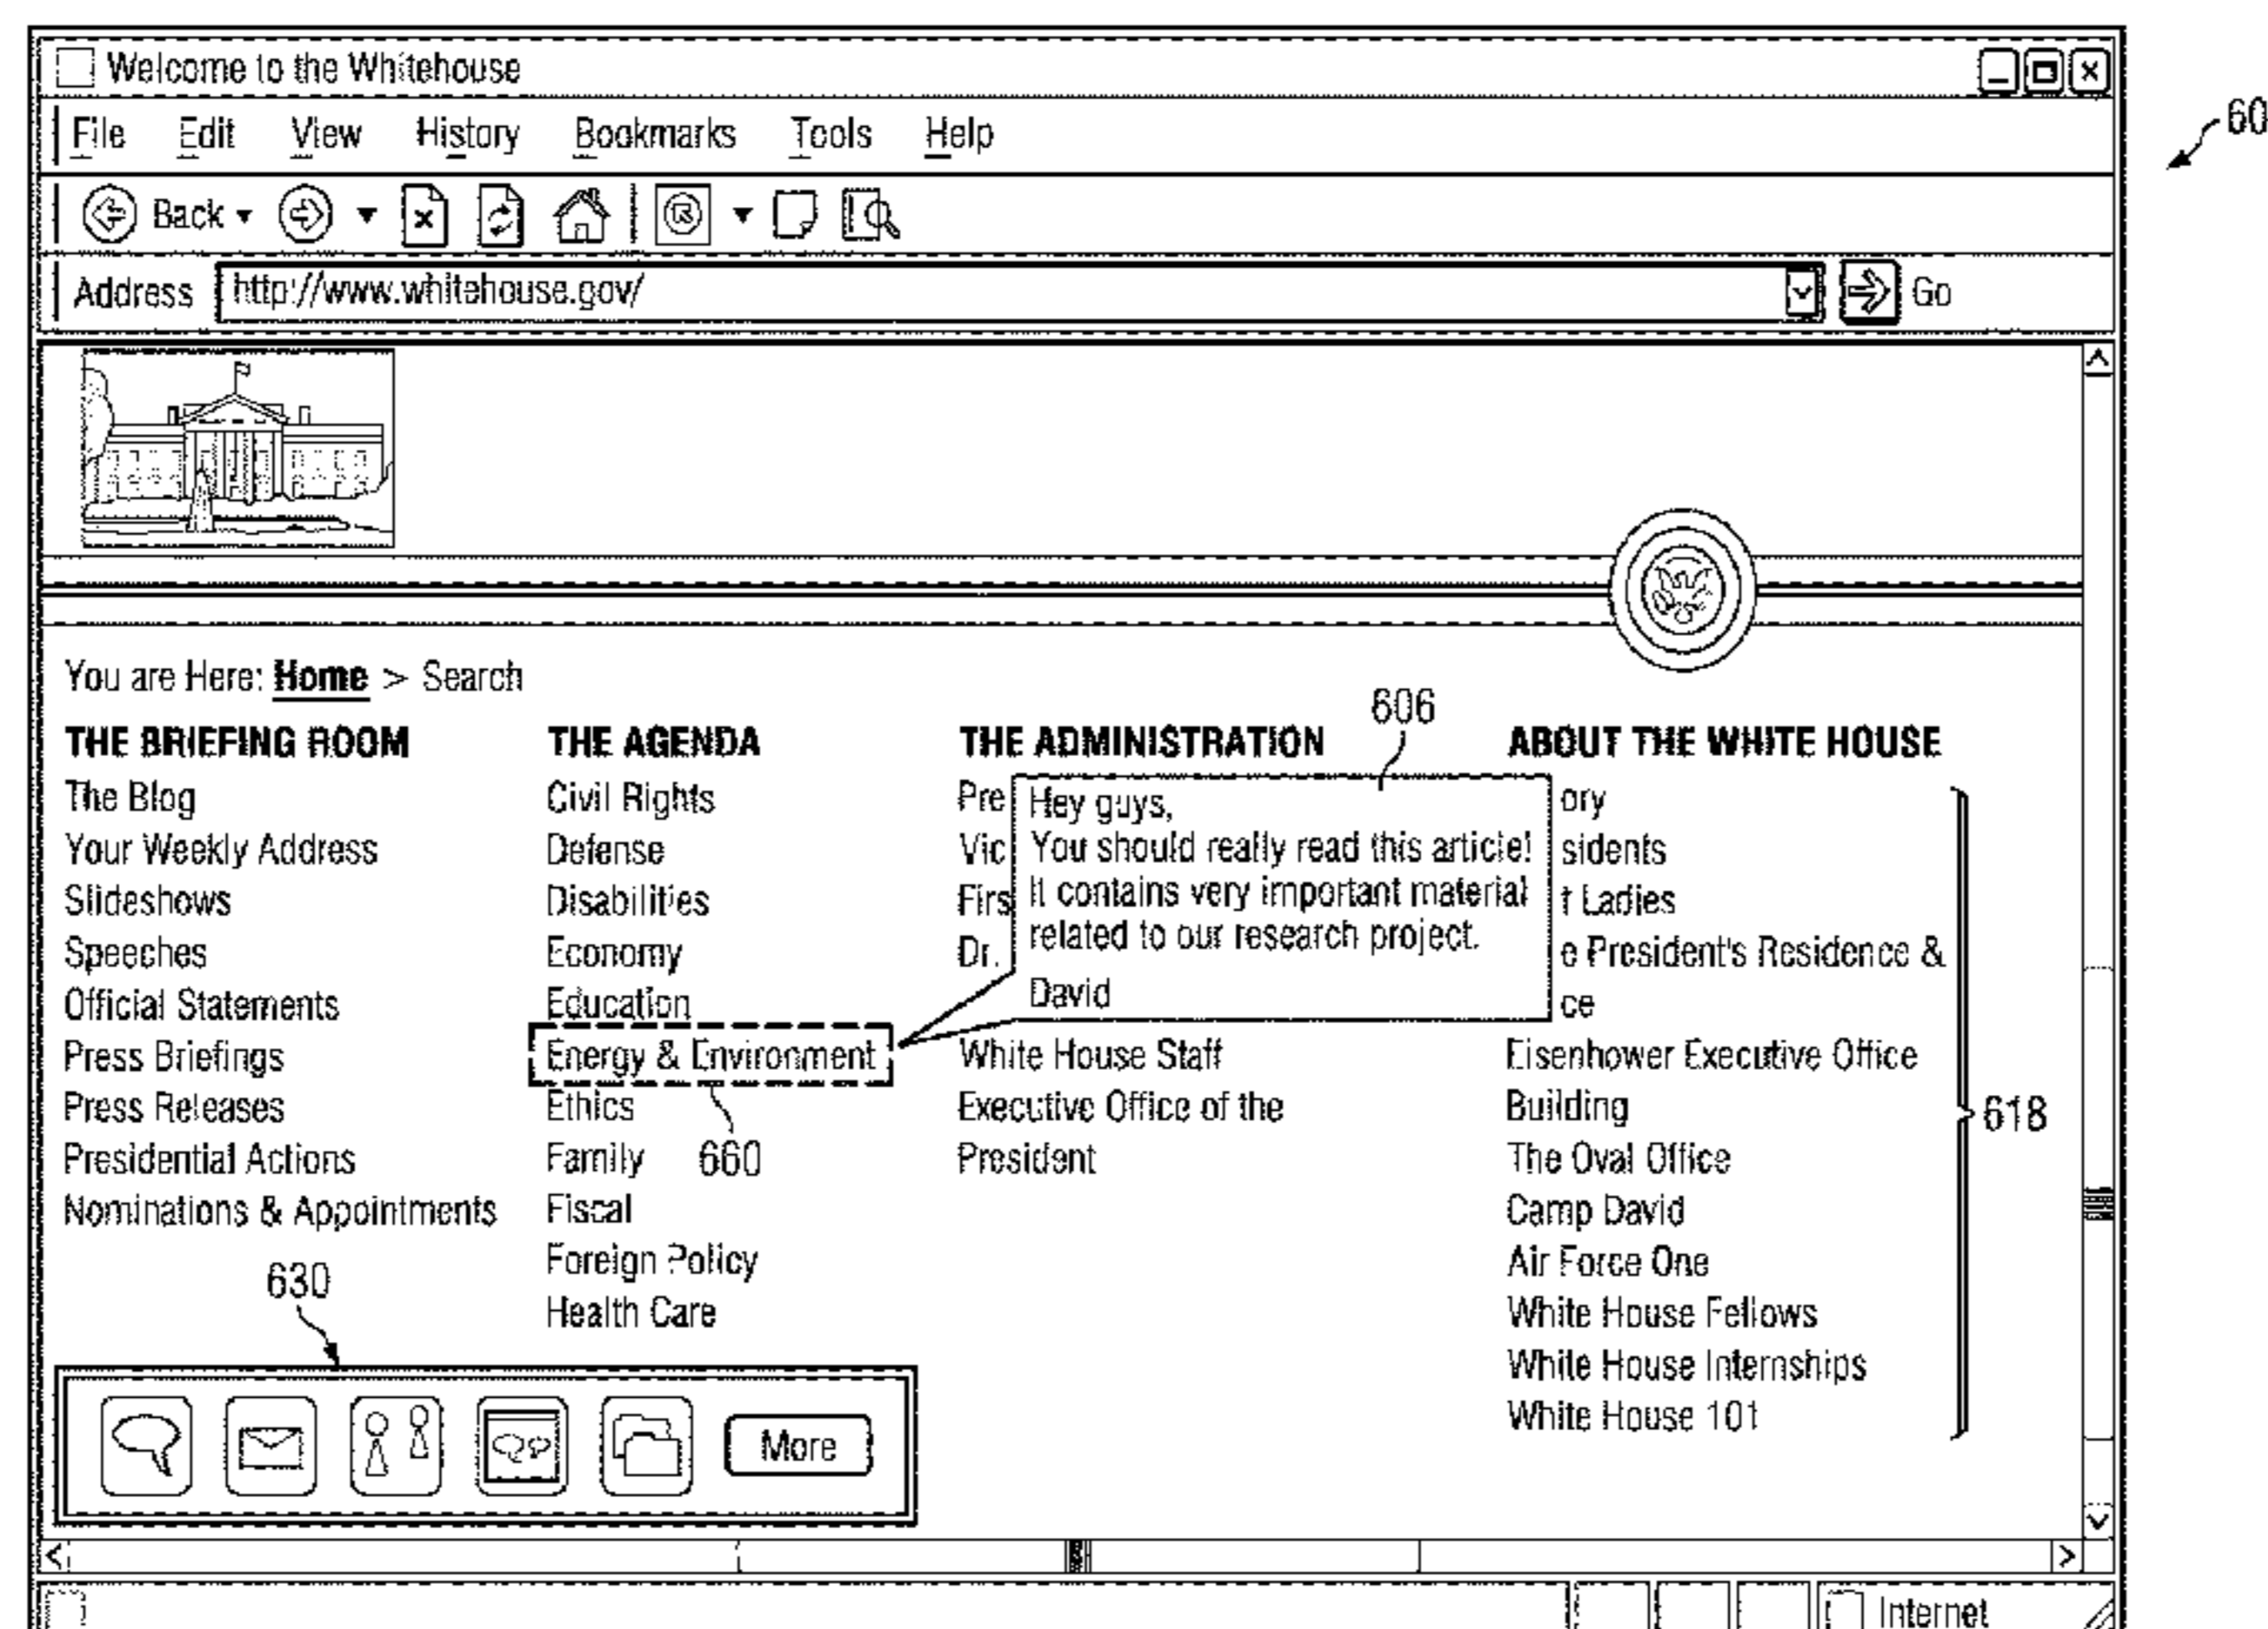 Welcome to the Whitehouse
File Edit View History Bookmarks Tools Help
60
Back
Address http://www.whitehouse.gov/ Go
You are Here: Home > Search
606
THE BRIEFING ROOM
The Blog
Your Weekly Address
Slideshows
Speeches
Official Statements
Press Briefings
Press Releases
Presidential Actions
Nominations & Appointments
THE AGENDA
Civil Rights
Defense
Disabilities
Economy
Education
Energy & Environment
Ethics
Family
Fiscal
Foreign Policy
Health Care
660
THE ADMINISTRATION
Pre
Vic
Firs
Dr.
White House Staff
Executive Office of the
President
Hey guys,
You should really read this article!
It contains very important material
related to our research project.
David
ABOUT THE WHITE HOUSE
ory
sidents
t Ladies
e President's Residence &
ce
Eisenhower Executive Office
Building
The Oval Office
Camp David
Air Force One
White House Fellows
White House Internships
White House 101
618
630
More
Internet